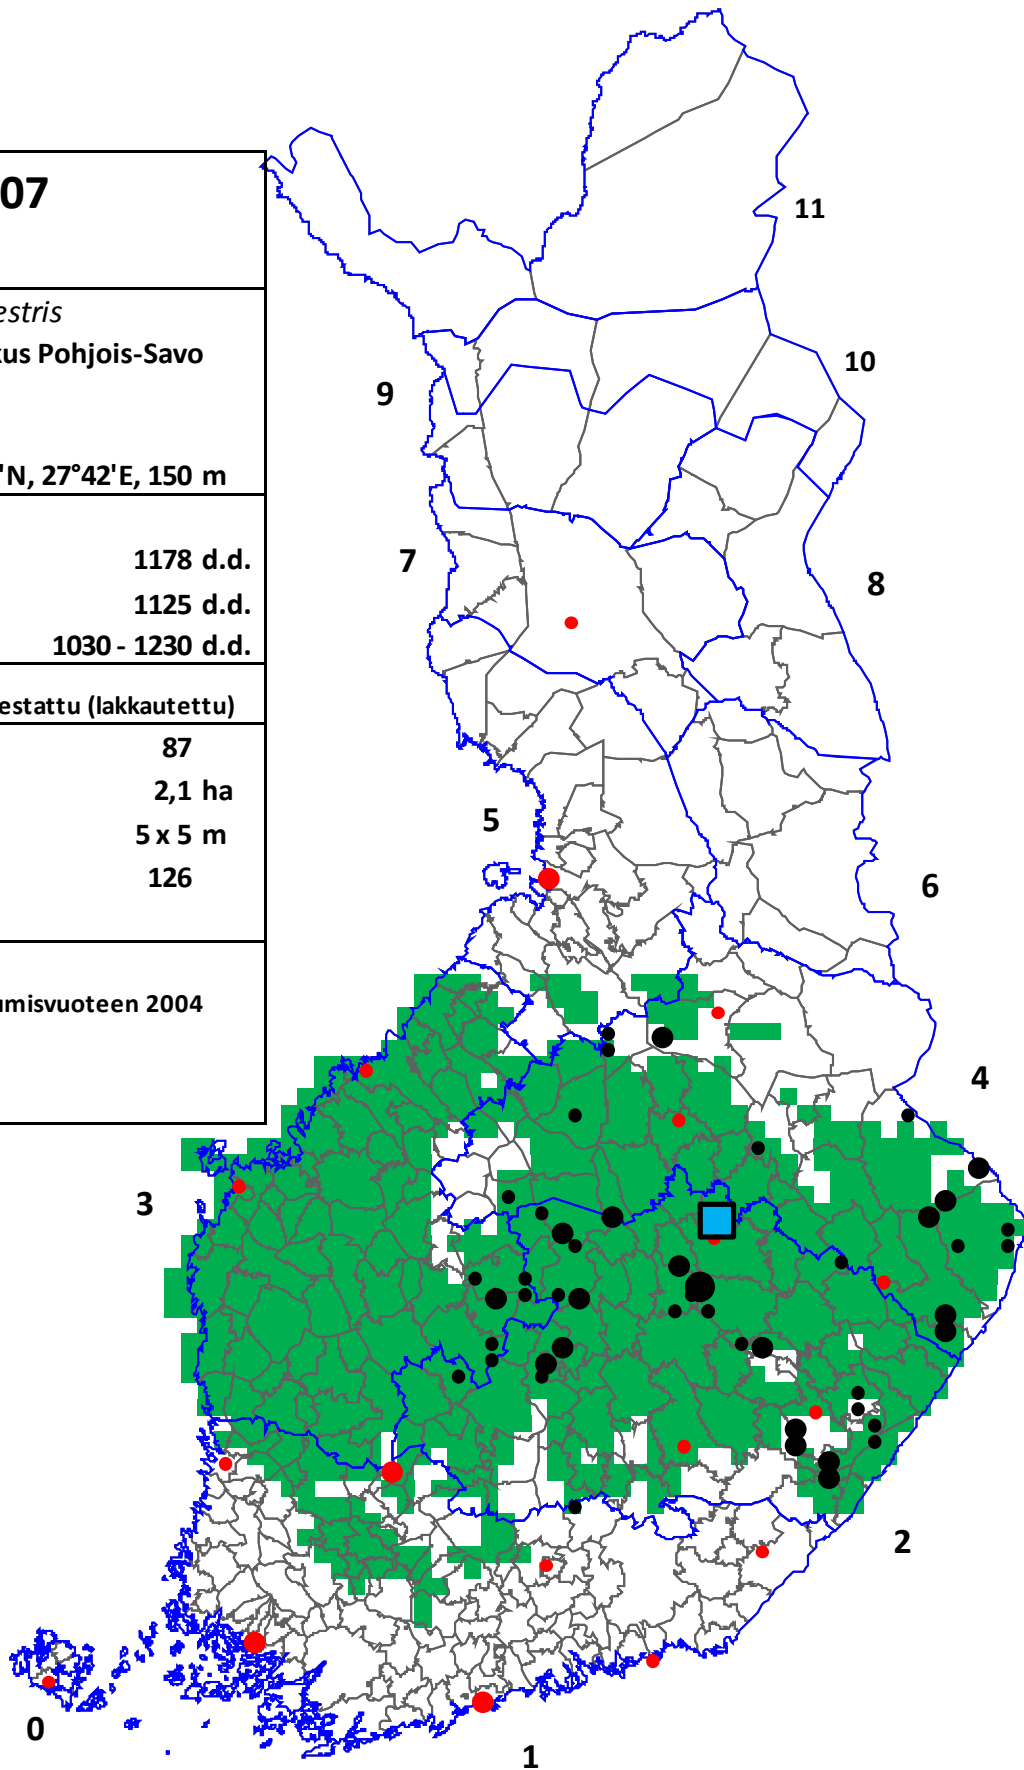 07
estris
kus Pohjois-Savo
'N, 27°42'E, 150 m
1178 d.d.
1125 d.d.
1030 - 1230 d.d.
estattu (lakkautettu)
87
2,1 ha
5 x 5 m
126
umisvuoteen 2004
11
10
9
7
8
5
6
4
3
2
0
1